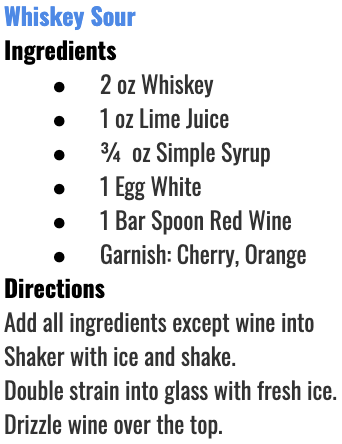 Whiskey Sour
Ingredients
● 2 oz Whiskey
● 1 oz Lime Juice
● ¾ oz Simple Syrup
● 1 Egg White
● 1 Bar Spoon Red Wine
● Garnish: Cherry, Orange
Directions
Add all ingredients except wine into
Shaker with ice and shake.
Double strain into glass with fresh ice.
Drizzle wine over the top.